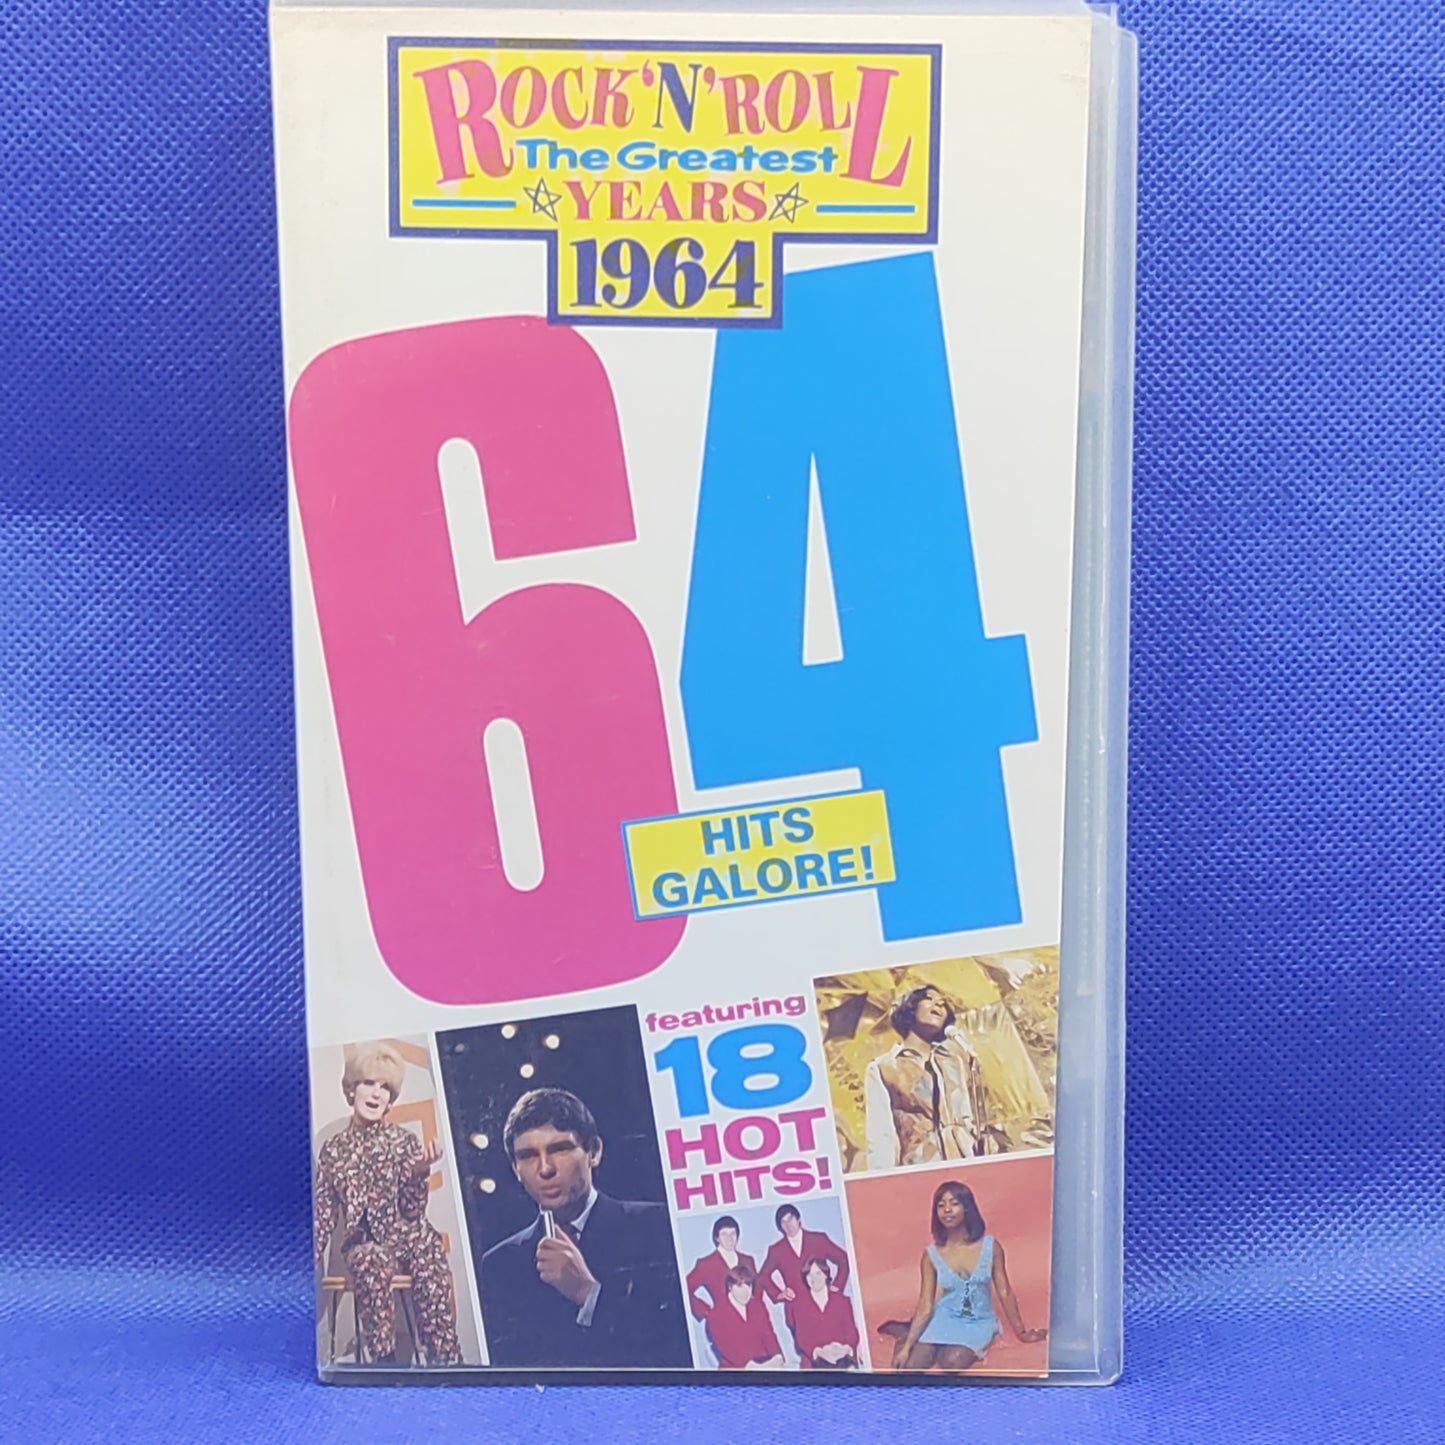 ROCK 'N' ROLL
The Greatest
YEARS
1964
64
HITS
GALORE!
featuring
18
HOT
HITS!